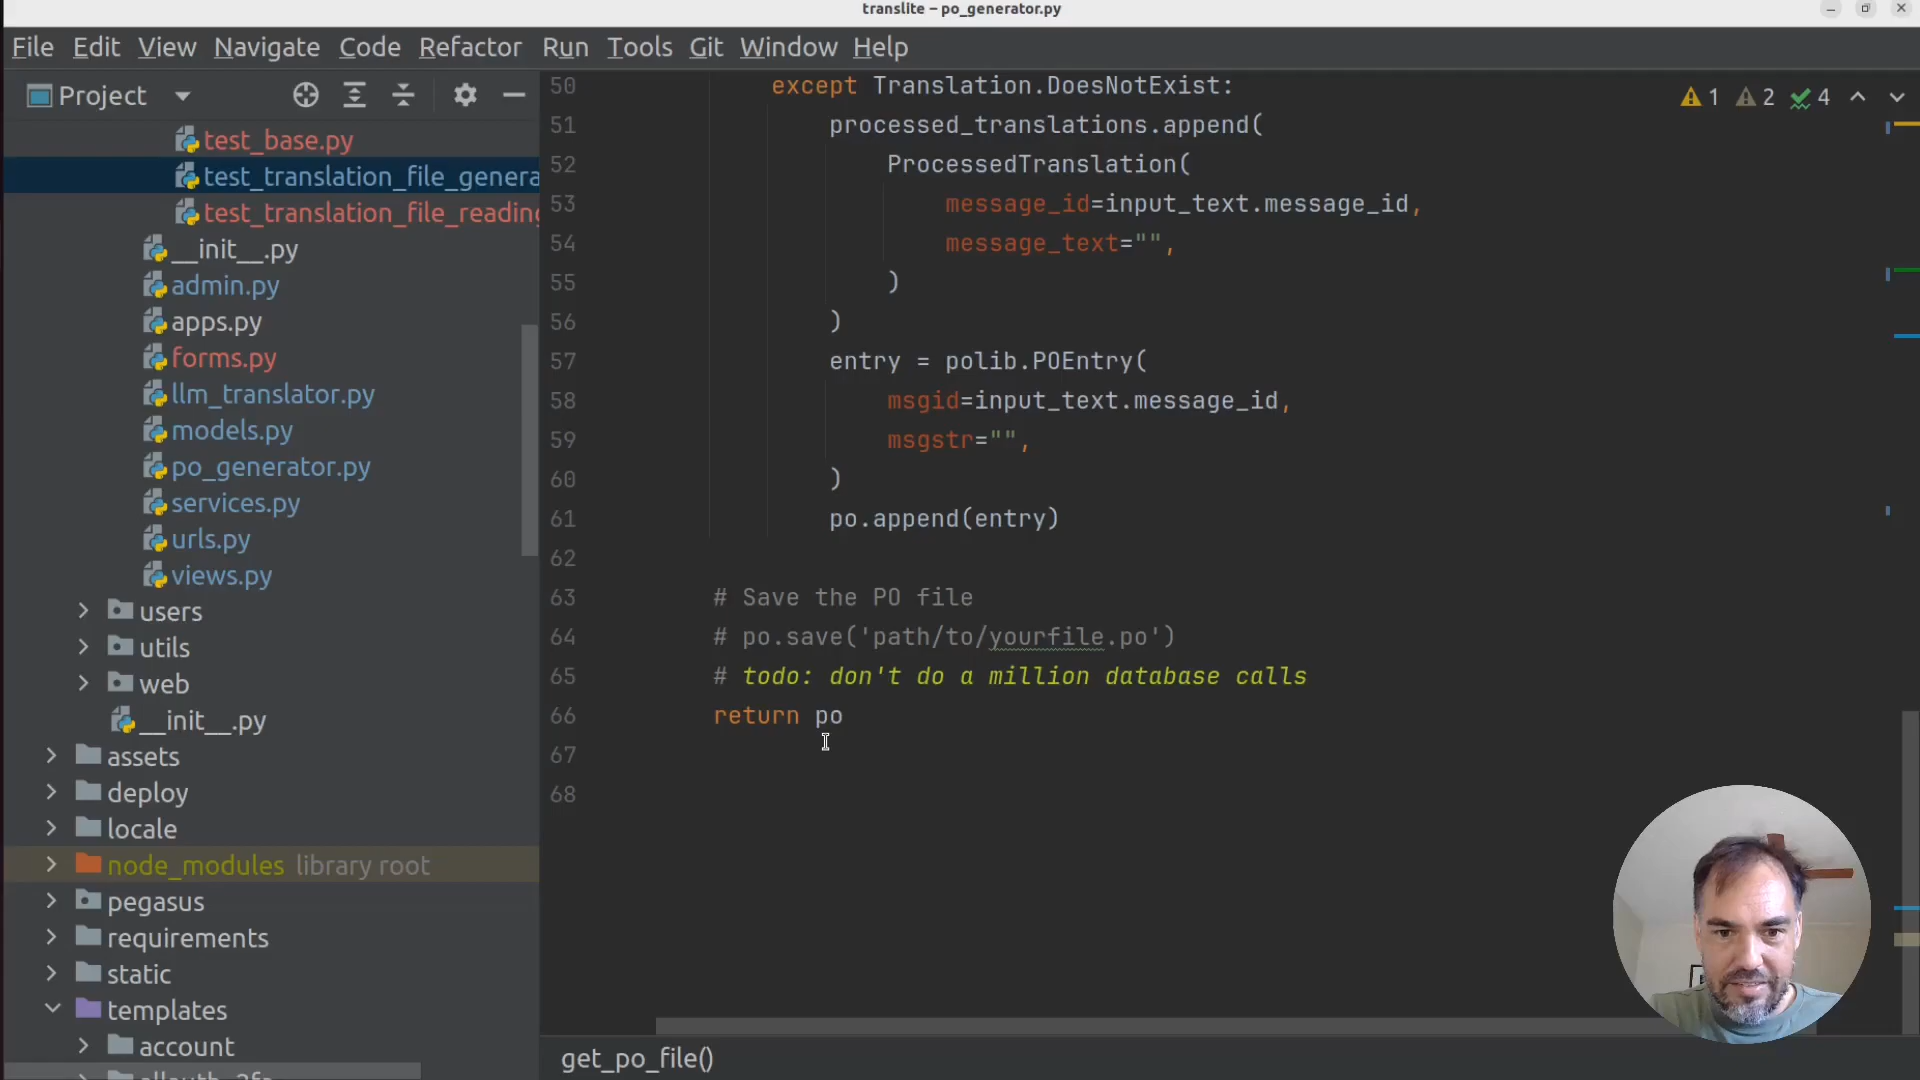 translite – po_generator.py
File Edit View Navigate Code Refactor Run Tools Git Window Help
Project
test_base.py
test_translation_file_genera
test_translation_file_reading
__init__.py
admin.py
apps.py
forms.py
llm_translator.py
models.py
po_generator.py
services.py
urls.py
views.py
users
utils
web
__init__.py
assets
deploy
locale
node_modules library root
pegasus
requirements
static
templates
account
1 2 4
50 except Translation.DoesNotExist:
51 processed_translations.append(
52 ProcessedTranslation(
53 message_id=input_text.message_id,
54 message_text="",
55 )
56 )
57 entry = polib.POEntry(
58 msgid=input_text.message_id,
59 msgstr="",
60 )
61 po.append(entry)
62
63 # Save the PO file
64 # po.save('path/to/yourfile.po')
65 # todo: don't do a million database calls
66 return po
67
68
get_po_file()